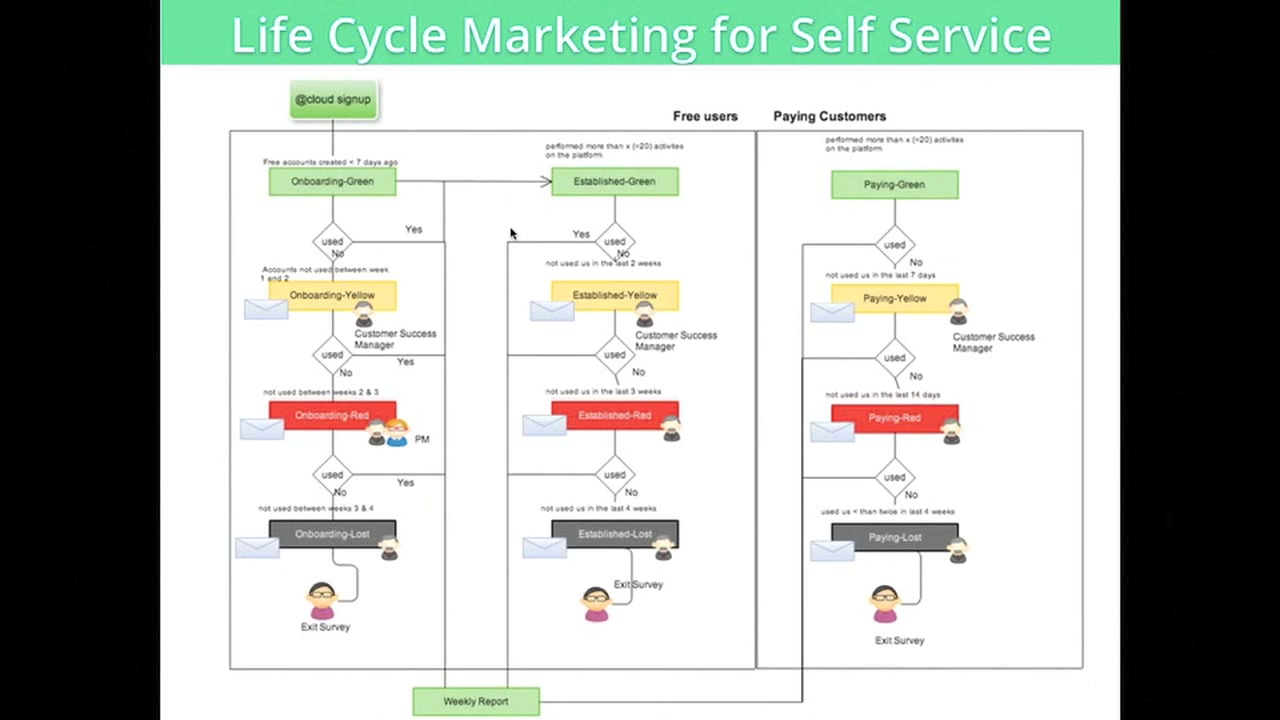 Life Cycle Marketing for Self Service
@cloud signup
Free users
Paying Customers
Free accounts created < 7 days ago
Onboarding-Green
used
Yes
No
Accounts not used between week
1 and 2
Onboarding-Yellow
Customer Success
Manager
used
Yes
No
not used between weeks 2 & 3
Onboarding-Red
PM
used
Yes
No
not used between weeks 3 & 4
Onboarding-Lost
Exit Survey
performed more than x (=20) activites
on the platform
Established-Green
Yes
used
No
not used us in the last 2 weeks
Established-Yellow
Customer Success
Manager
used
No
not used us in the last 3 weeks
Established-Red
used
No
not used us in the last 4 weeks
Established-Lost
Exit Survey
performed more than x (=20) activites
on the platform
Paying-Green
used
No
not used us in the last 7 days
Paying-Yellow
Customer Success
Manager
used
No
not used us in the last 14 days
Paying-Red
used
No
used us < than twice in last 4 weeks
Paying-Lost
Exit Survey
Weekly Report